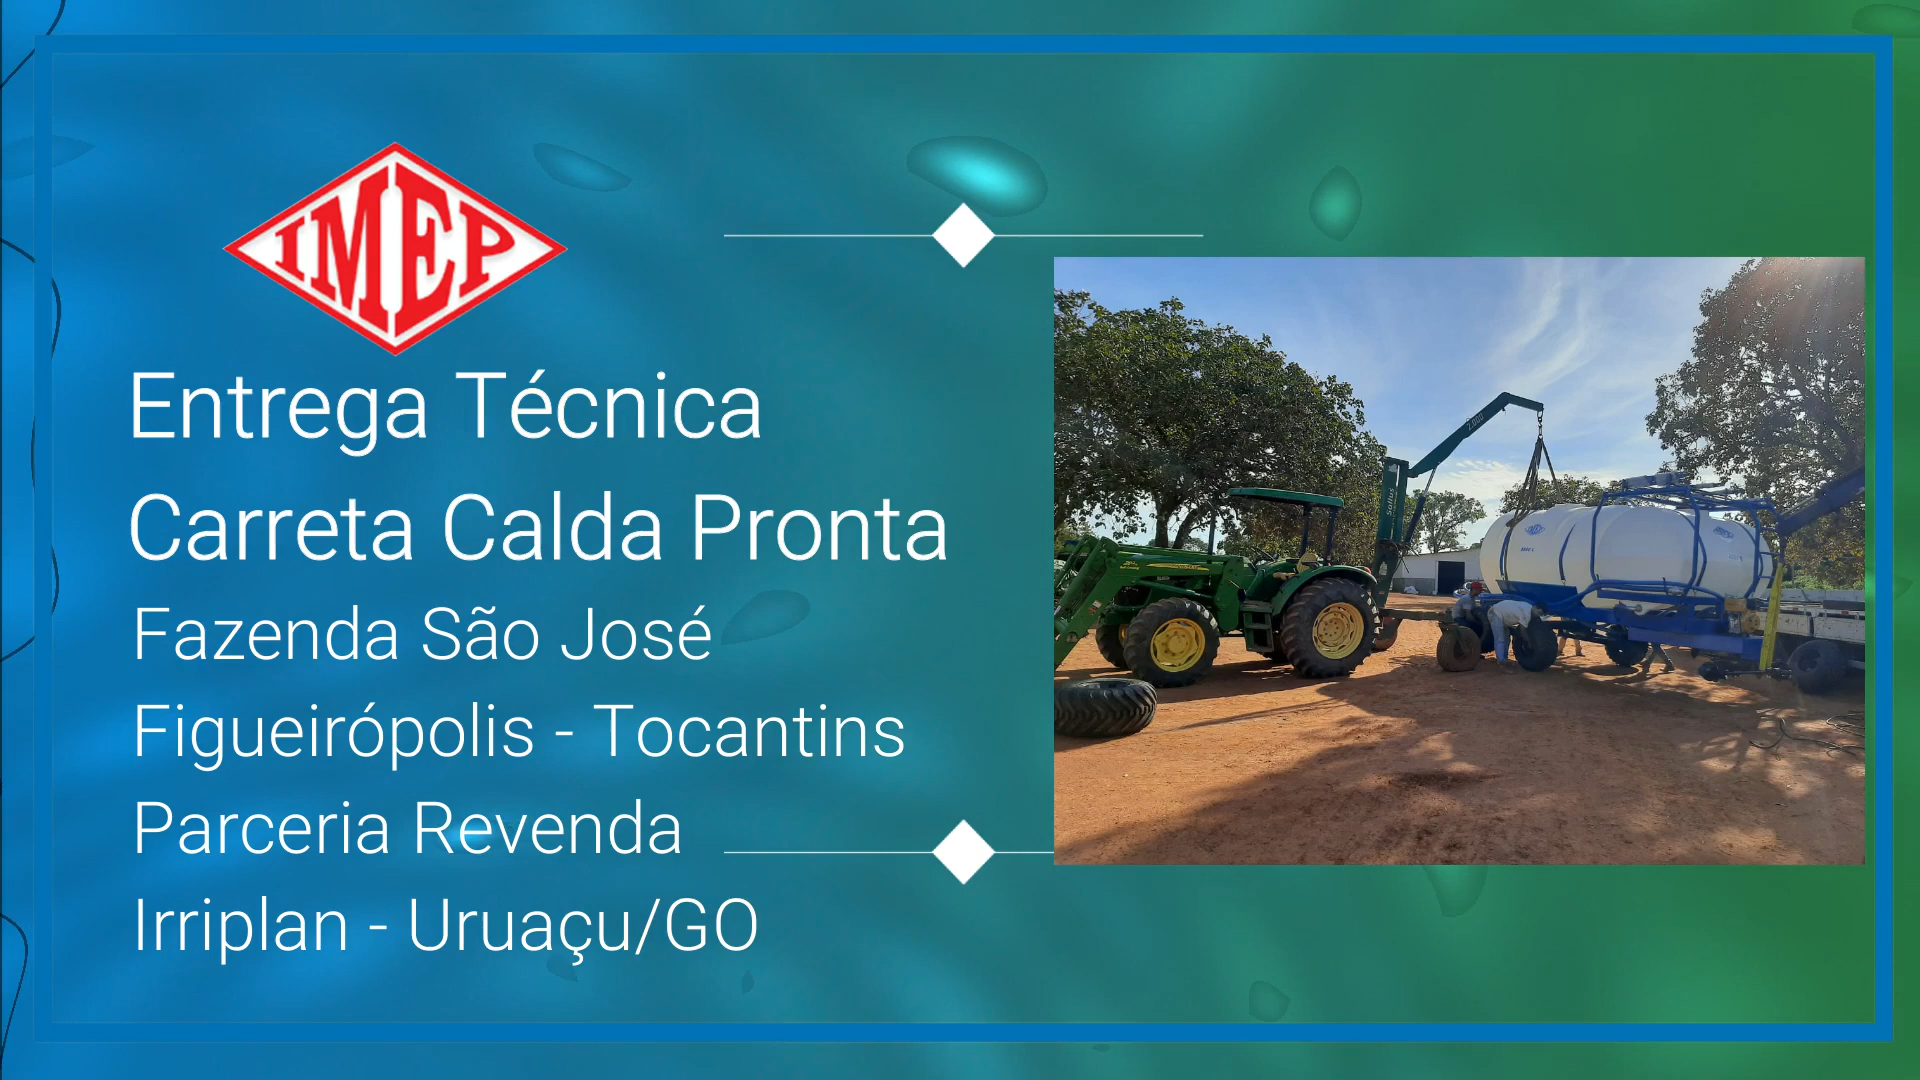 IMEP
Entrega Técnica
Carreta Calda Pronta
Fazenda São José
Figueirópolis - Tocantins
Parceria Revenda
Irriplan - Uruaçu/GO